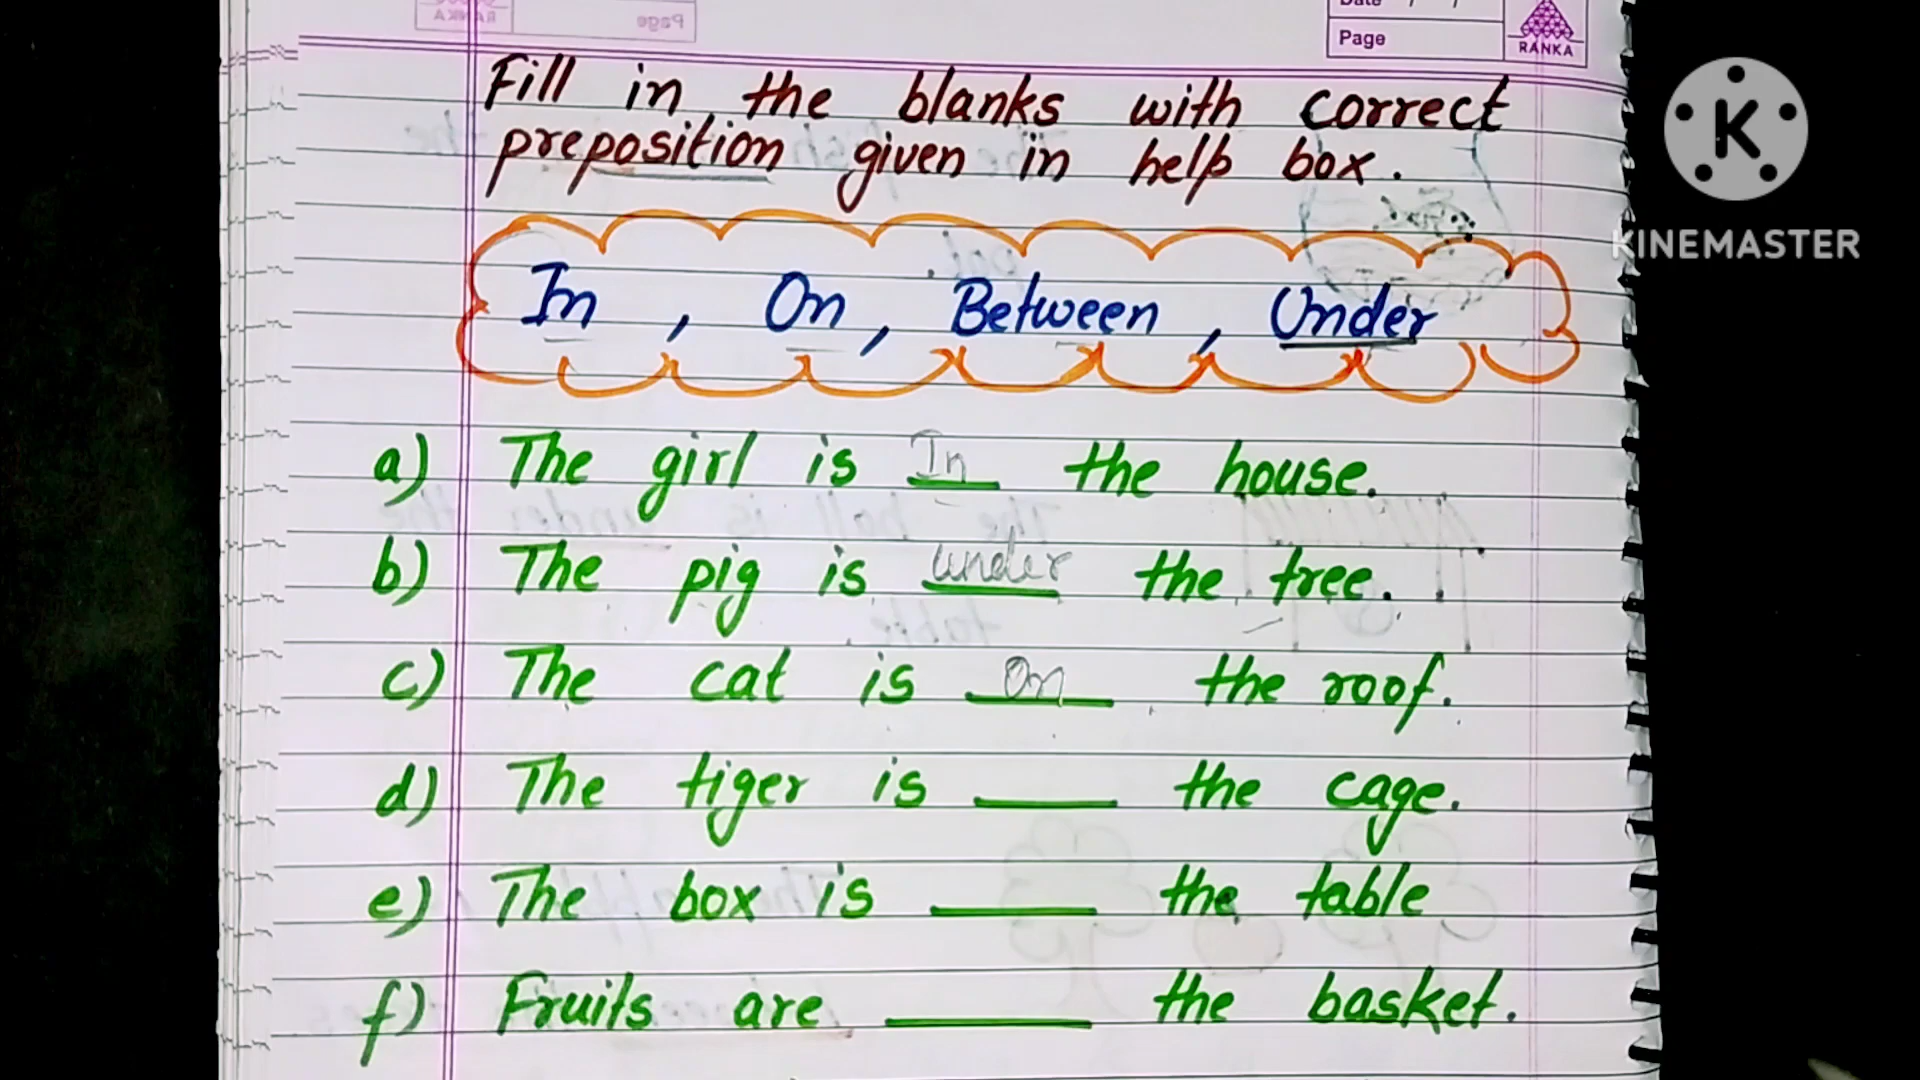 Date / /
Page
RANKA
Fill in the blanks with correct
preposition given in help box.
In , On , Between , Under
a) The girl is In the house.
b) The pig is under the tree.
c) The cat is On the roof.
d) The tiger is ____ the cage.
e) The box is ____ the table
f) Fruits are ____ the basket.
K
KINEMASTER